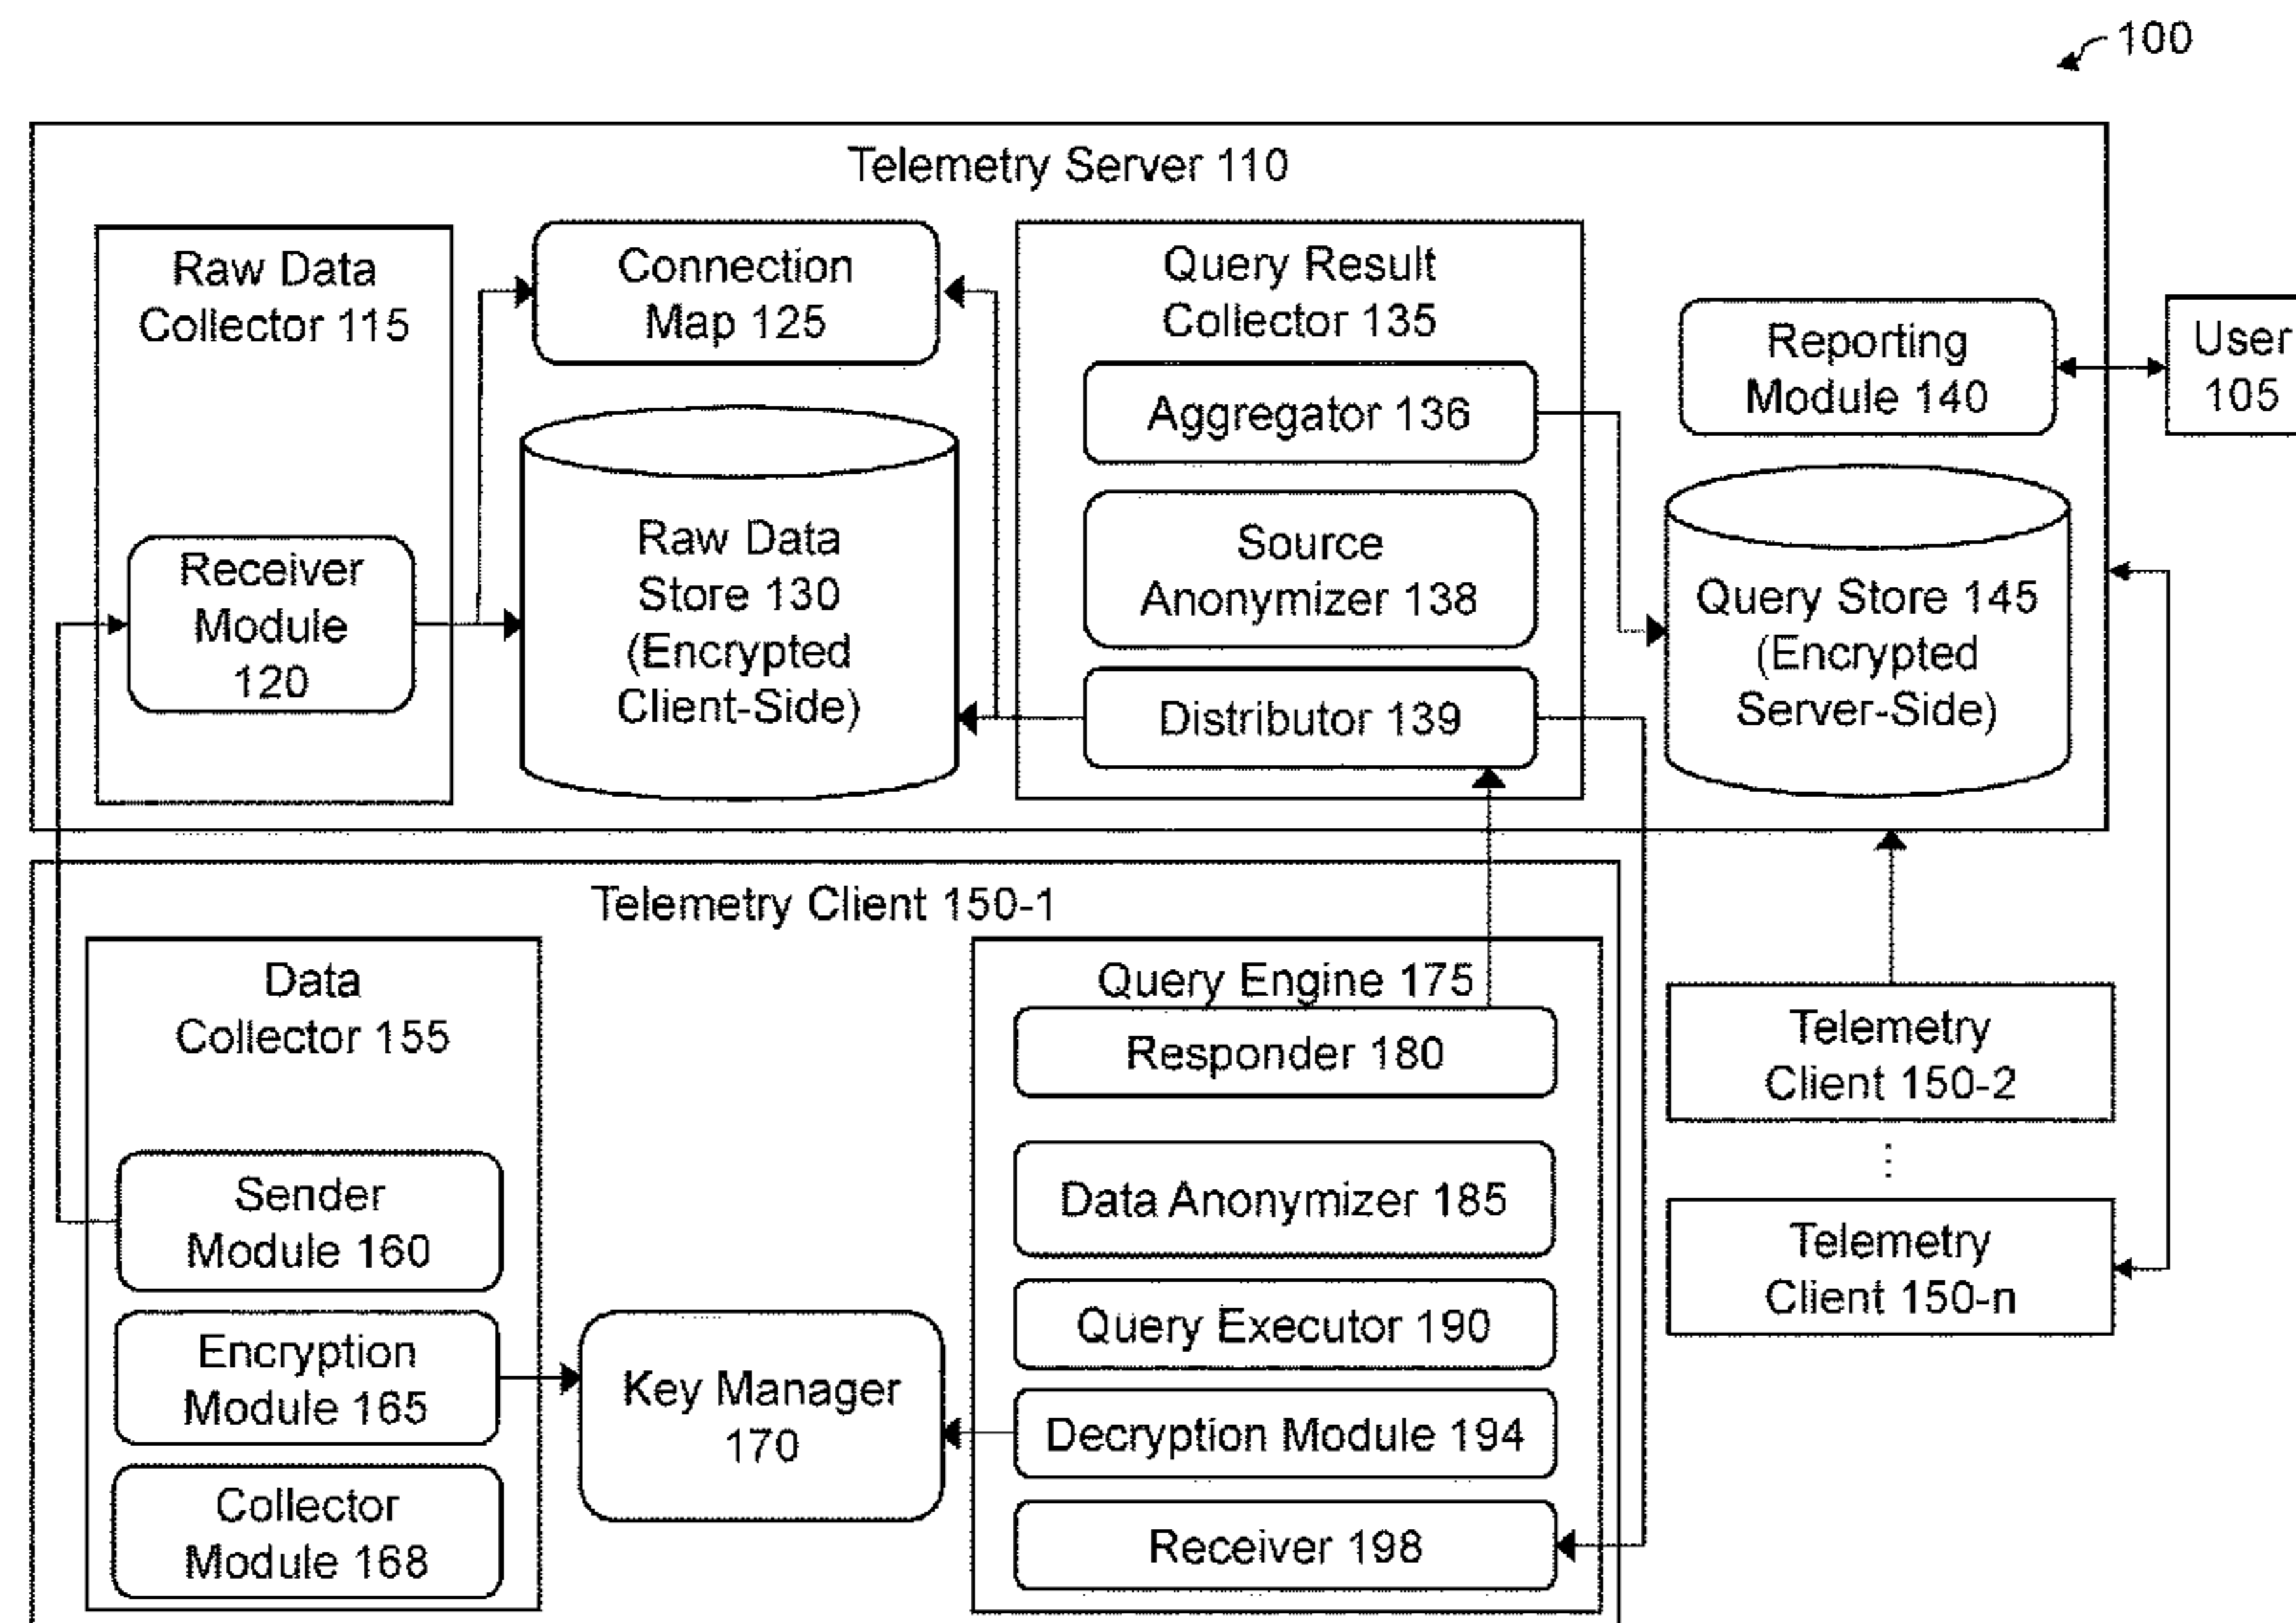 100
Telemetry Server 110
Raw Data
Collector 115
Receiver
Module
120
Connection
Map 125
Raw Data
Store 130
(Encrypted
Client-Side)
Query Result
Collector 135
Aggregator 136
Source
Anonymizer 138
Distributor 139
Reporting
Module 140
Query Store 145
(Encrypted
Server-Side)
User
105
Telemetry Client 150-1
Data
Collector 155
Sender
Module 160
Encryption
Module 165
Collector
Module 168
Key Manager
170
Query Engine 175
Responder 180
Data Anonymizer 185
Query Executor 190
Decryption Module 194
Receiver 198
Telemetry
Client 150-2
⋮
Telemetry
Client 150-n